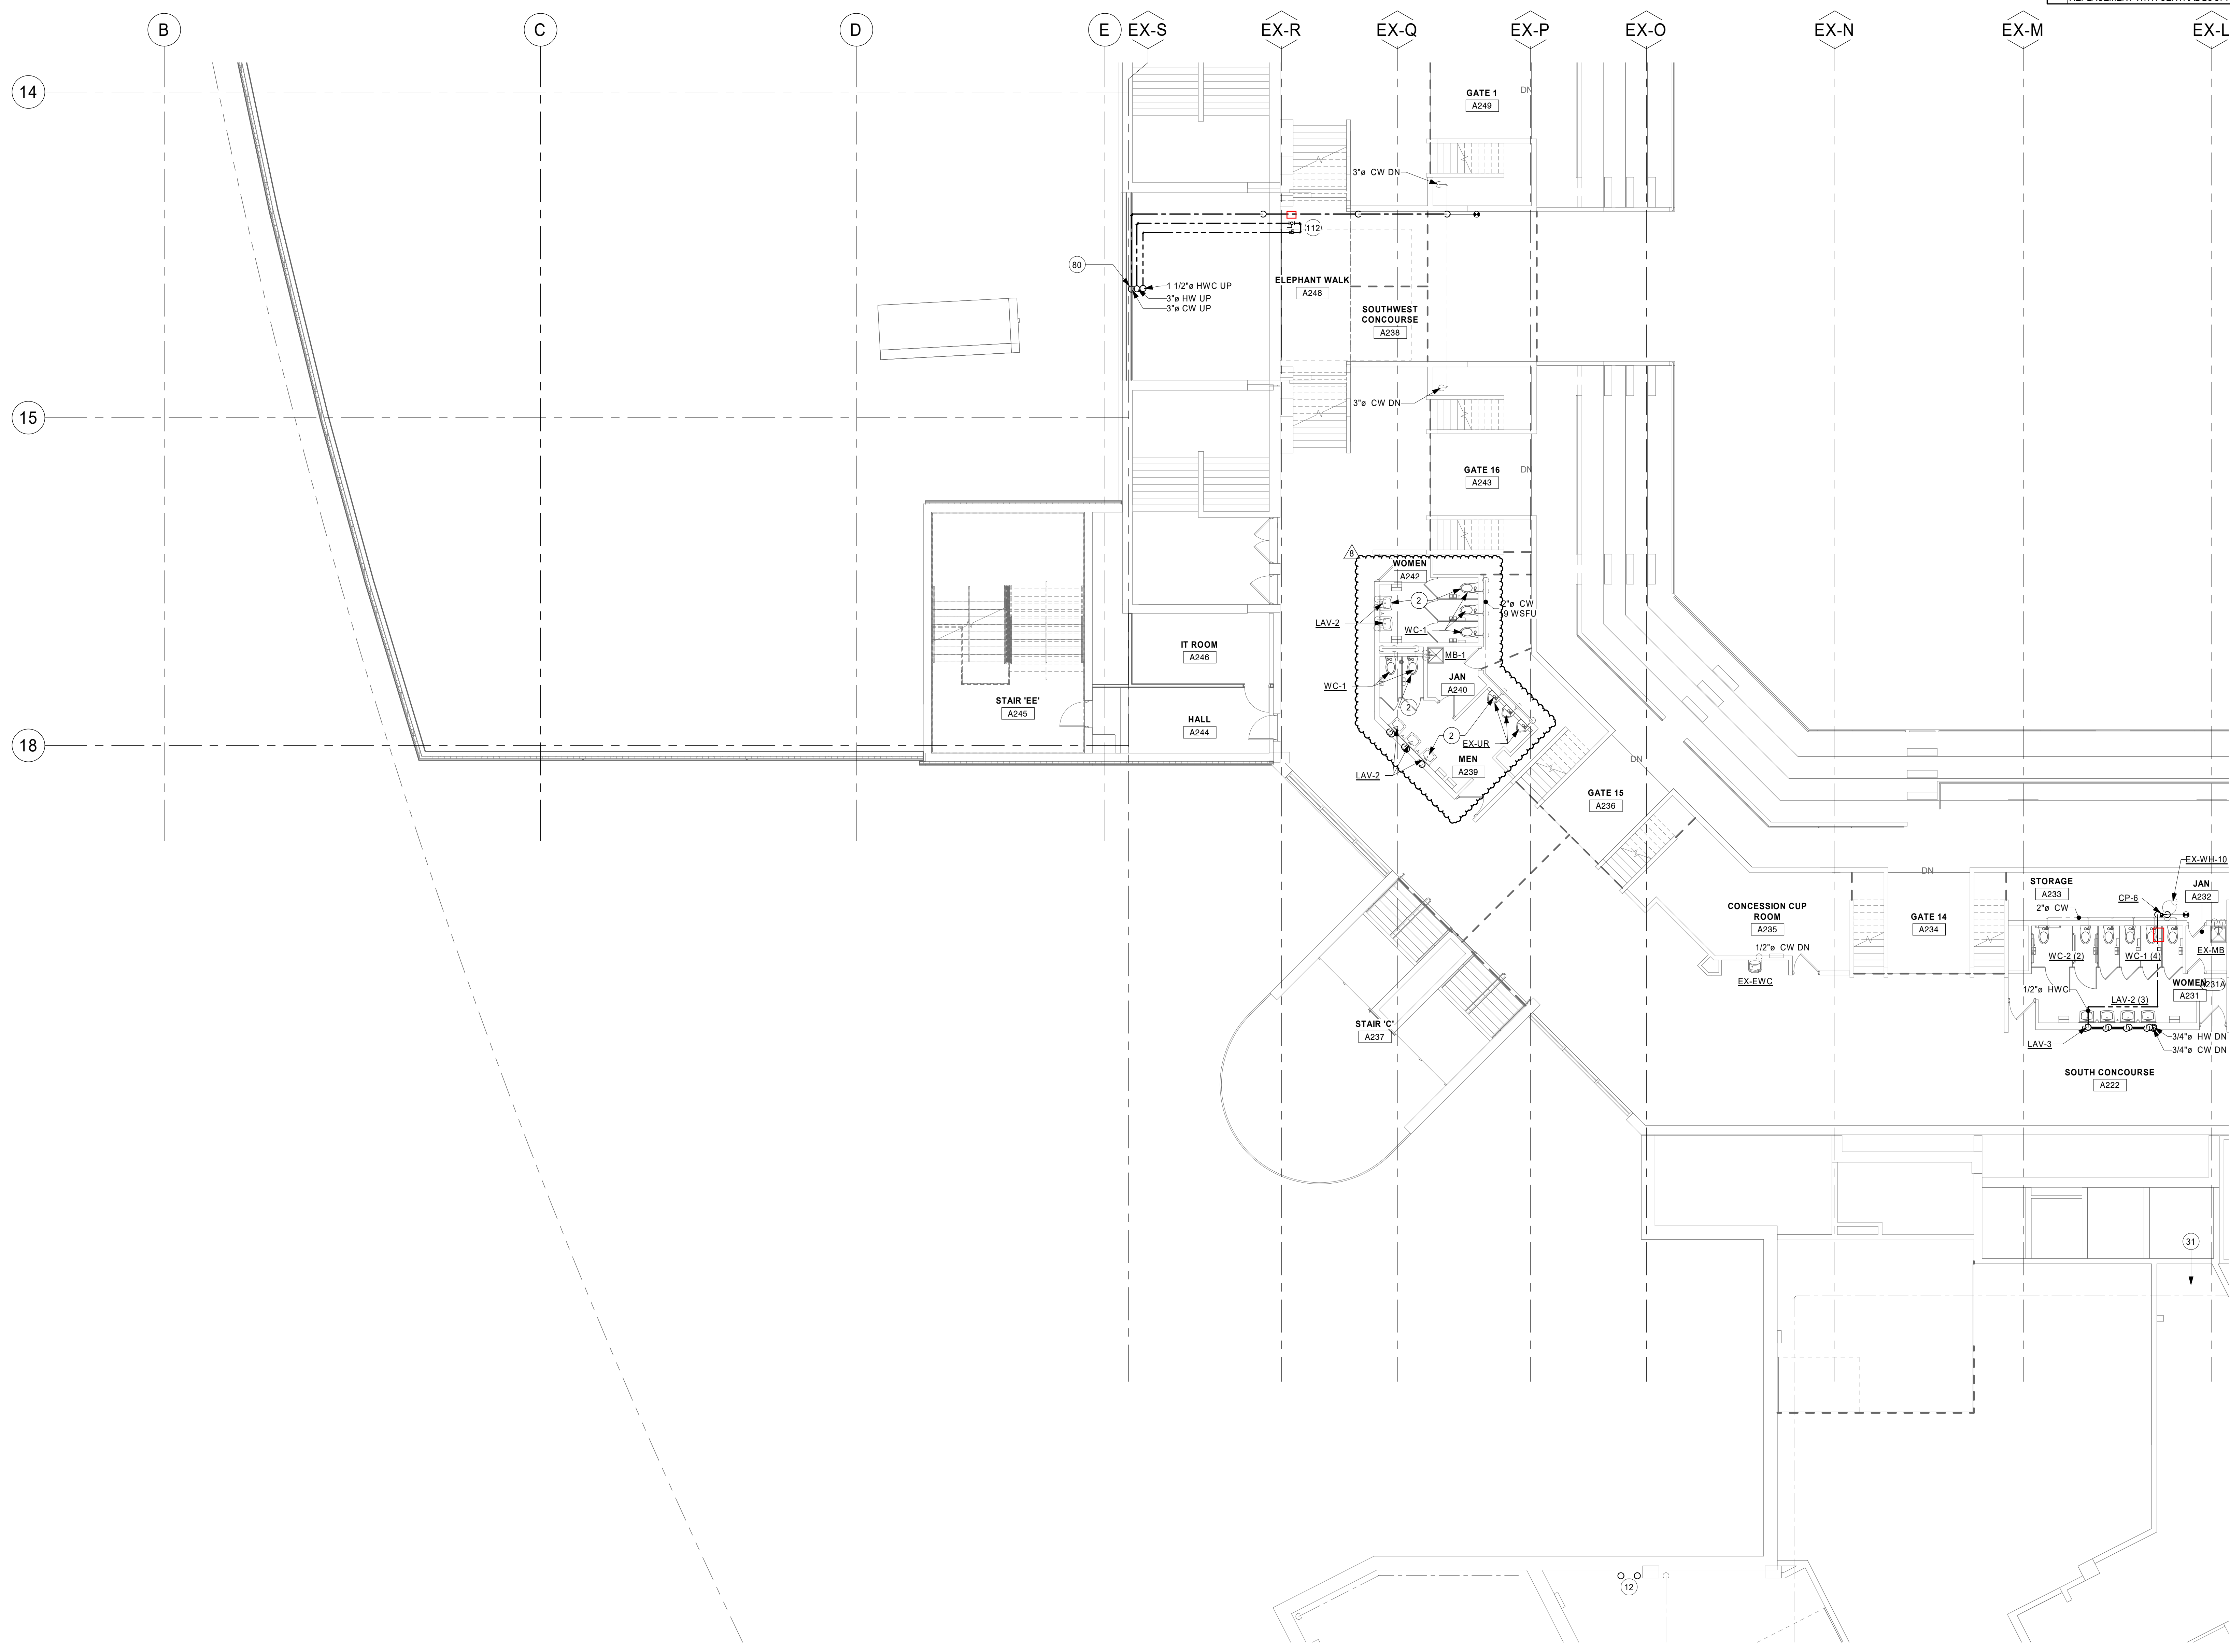 B
C
D
E
EX-S
EX-R
EX-Q
EX-P
EX-O
EX-N
EX-M
EX-L
14
GATE 1
A249
DN
3"ø CW DN
112
80
1 1/2"ø HWC UP
3"ø HW UP
3"ø CW UP
ELEPHANT WALK
A248
SOUTHWEST
CONCOURSE
A238
3"ø CW DN
15
GATE 16
A243
DN
8
WOMEN
A242
2
2"ø CW
9 WSFU
LAV-2
WC-1
IT ROOM
A246
MB-1
JAN
A240
WC-1
2
STAIR 'EE'
A245
HALL
A244
18
2
EX-UR
MEN
A239
LAV-2
DN
GATE 15
A236
EX-WH-10
DN
STORAGE
A233
JAN
A232
CP-6
2"ø CW
CONCESSION CUP
ROOM
A235
GATE 14
A234
1/2"ø CW DN
EX-EWC
WC-2 (2)
WC-1 (4)
EX-MB
WOMEN
A231
A231A
1/2"ø HWC
LAV-2 (3)
STAIR 'C'
A237
LAV-3
3/4"ø HW DN
3/4"ø CW DN
SOUTH CONCOURSE
A222
31
12